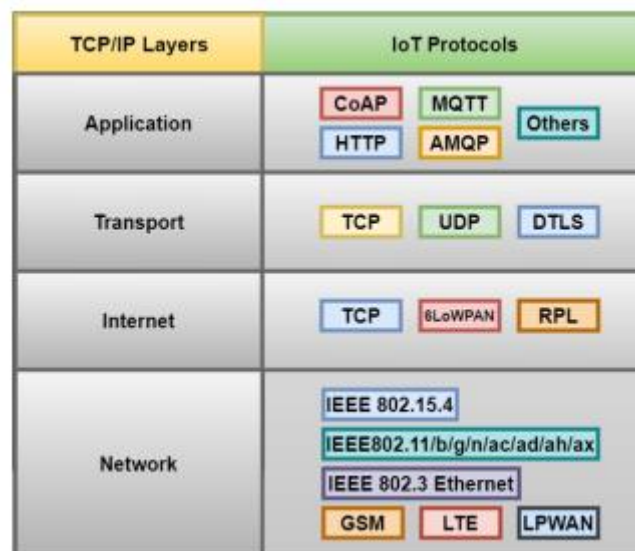 TCP/IP Layers IoT Protocols
Application
CoAP MQTT
HTTP AMQP
Others
Transport
TCP UDP DTLS
Internet
TCP 6LoWPAN RPL
Network
IEEE 802.15.4
IEEE802.11/b/g/n/ac/ad/ah/ax
IEEE 802.3 Ethernet
GSM LTE LPWAN